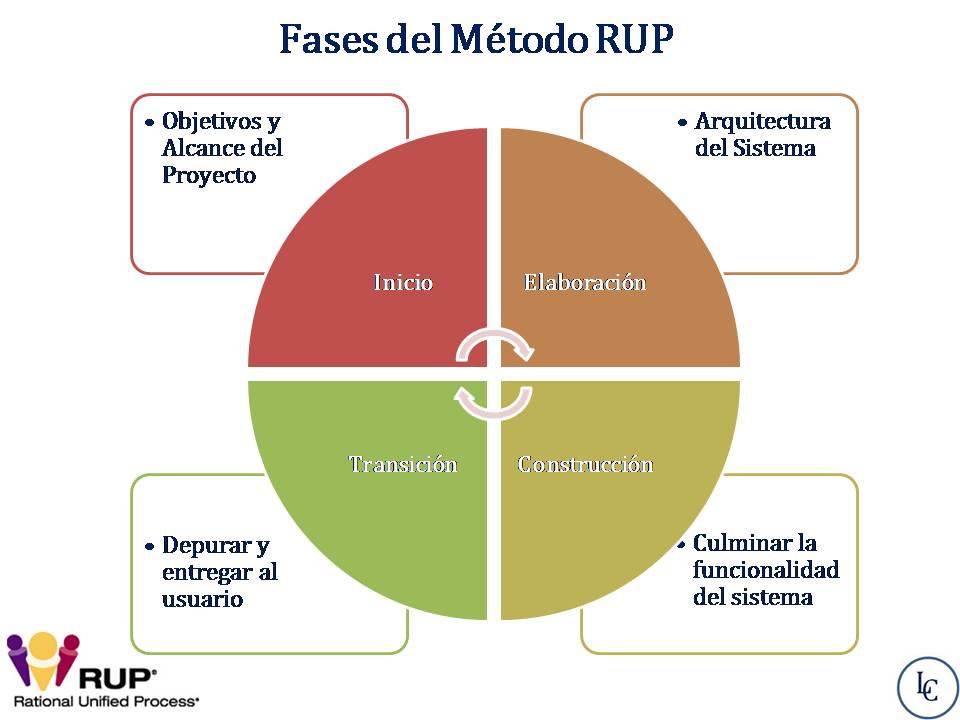 Fases del Método RUP
• Objetivos y
Alcance del
Proyecto
• Arquitectura
del Sistema
Inicio
Elaboración
Transición
Construcción
• Depurar y
entregar al
usuario
• Culminar la
funcionalidad
del sistema
RUP®
Rational Unified Process®
LC